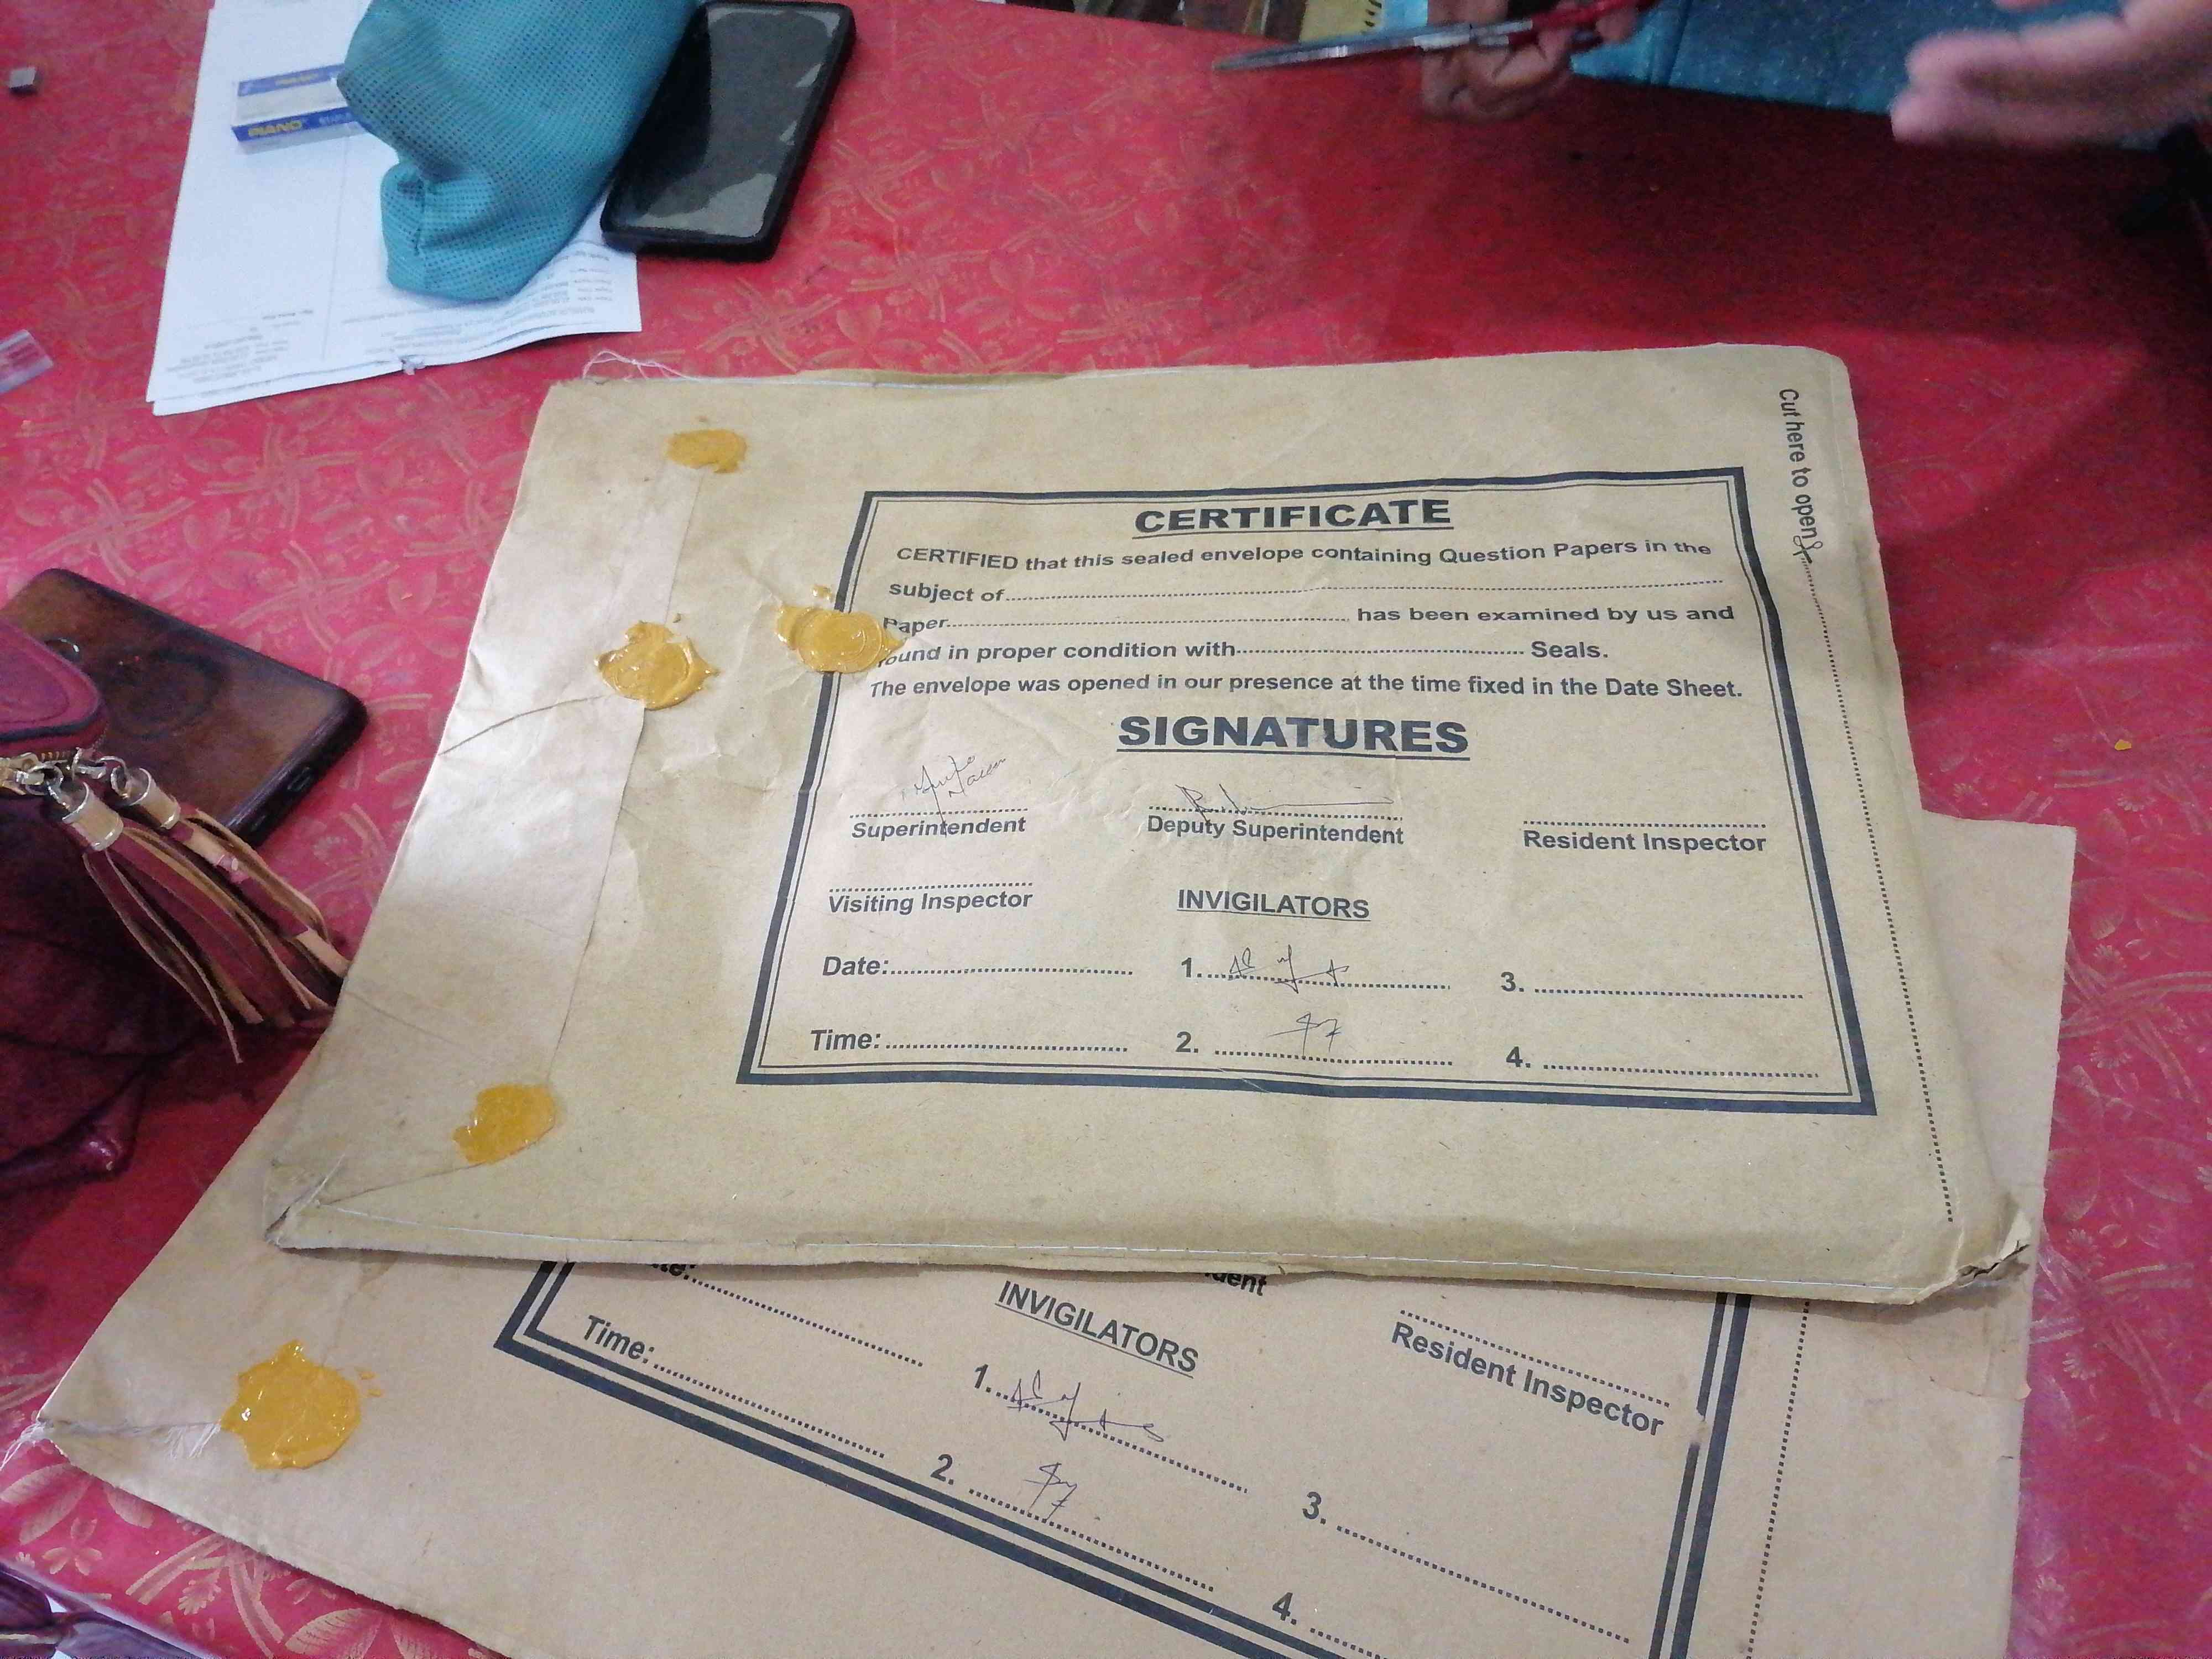 PIANO
Cut here to open
CERTIFICATE
CERTIFIED that this sealed envelope containing Question Papers in the
subject of
Paper has been examined by us and
found in proper condition with Seals.
The envelope was opened in our presence at the time fixed in the Date Sheet.
SIGNATURES
Superintendent Deputy Superintendent Resident Inspector
Visiting Inspector INVIGILATORS
Date: 1. 3.
Time: 2. 4.
INVIGILATORS Resident Inspector
Time: 1. 3.
2. 4.